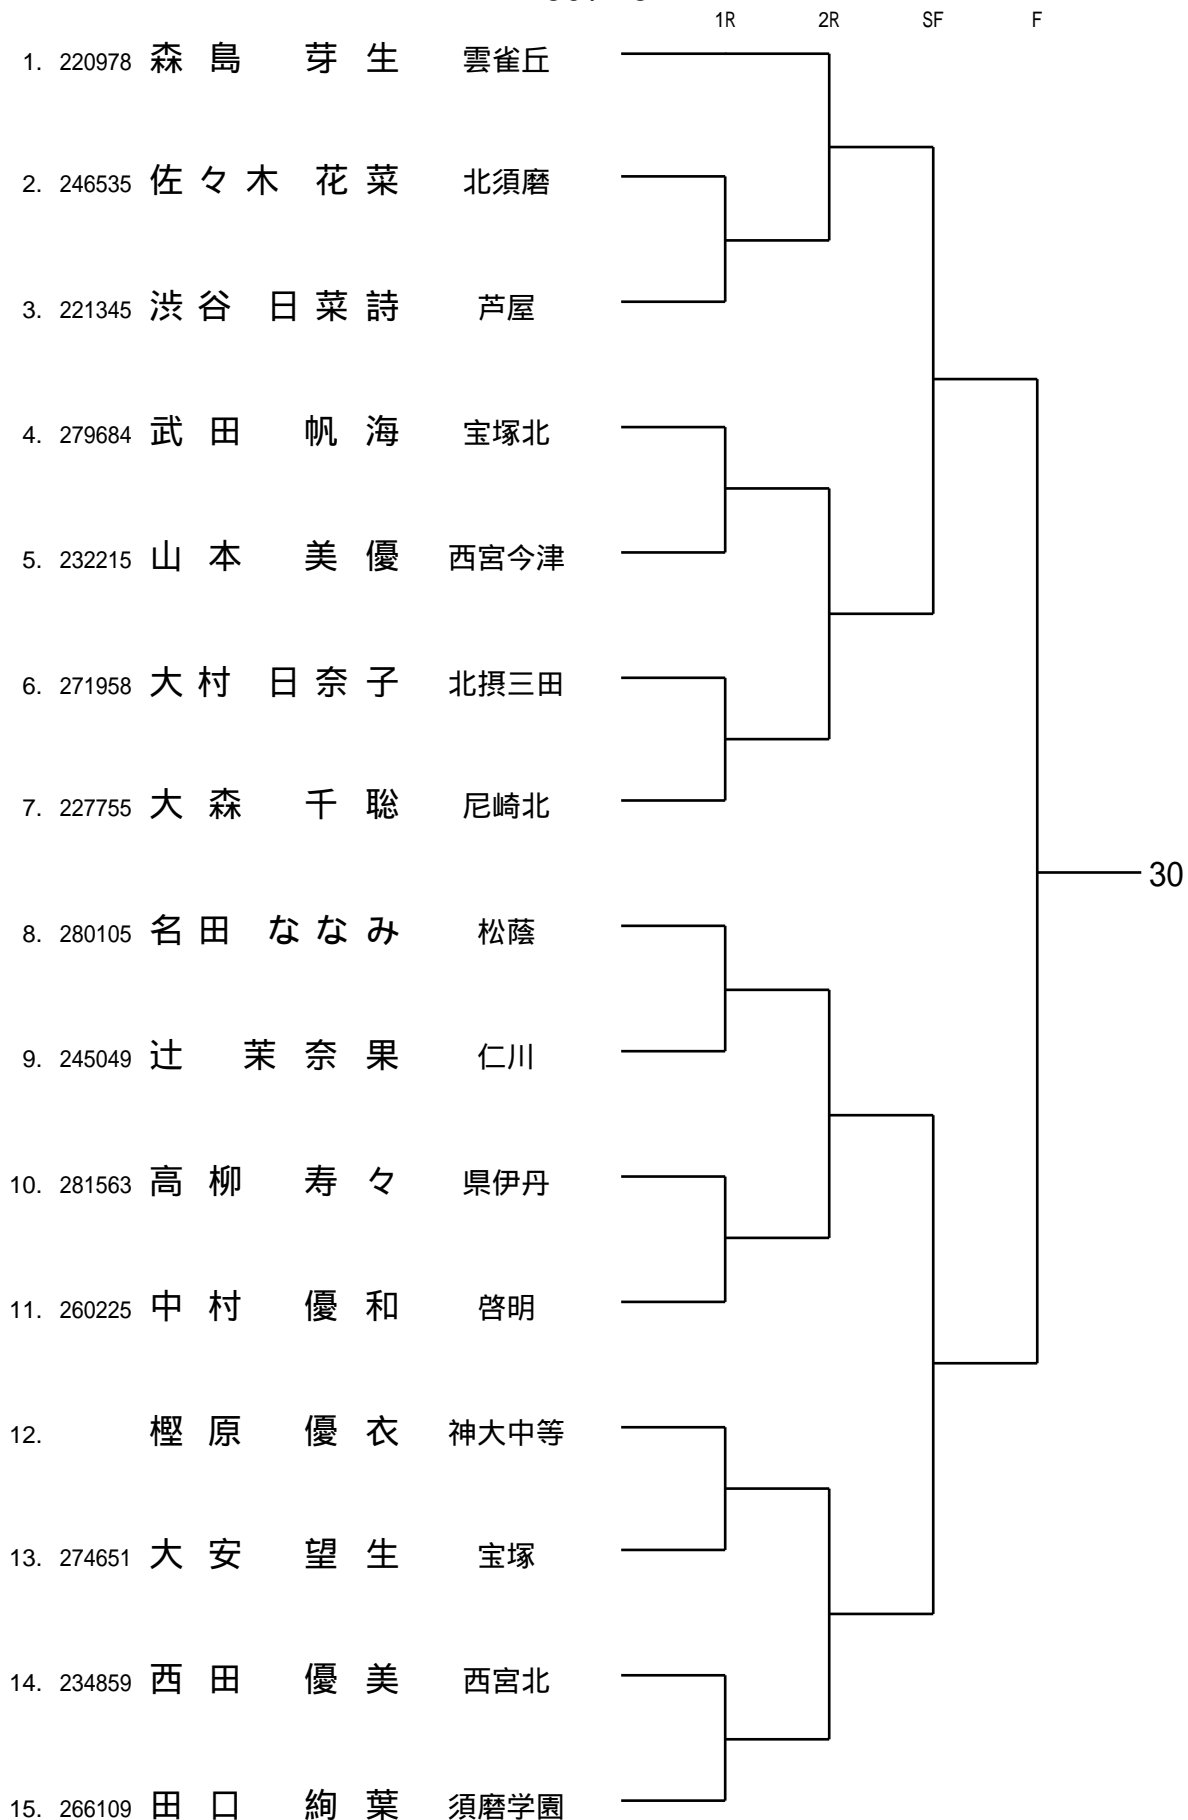 1R 2R SF F
1. 220978 森島 芽生 雲雀丘
2. 246535 佐々木 花菜 北須磨
3. 221345 渋谷 日菜詩 芦屋
4. 279684 武田 帆海 宝塚北
5. 232215 山本 美優 西宮今津
6. 271958 大村 日奈子 北摂三田
7. 227755 大森 千聡 尼崎北
30
8. 280105 名田 ななみ 松蔭
9. 245049 辻 茉奈果 仁川
10. 281563 高柳 寿々 県伊丹
11. 260225 中村 優和 啓明
12. 樫原 優衣 神大中等
13. 274651 大安 望生 宝塚
14. 234859 西田 優美 西宮北
15. 266109 田口 絢葉 須磨学園